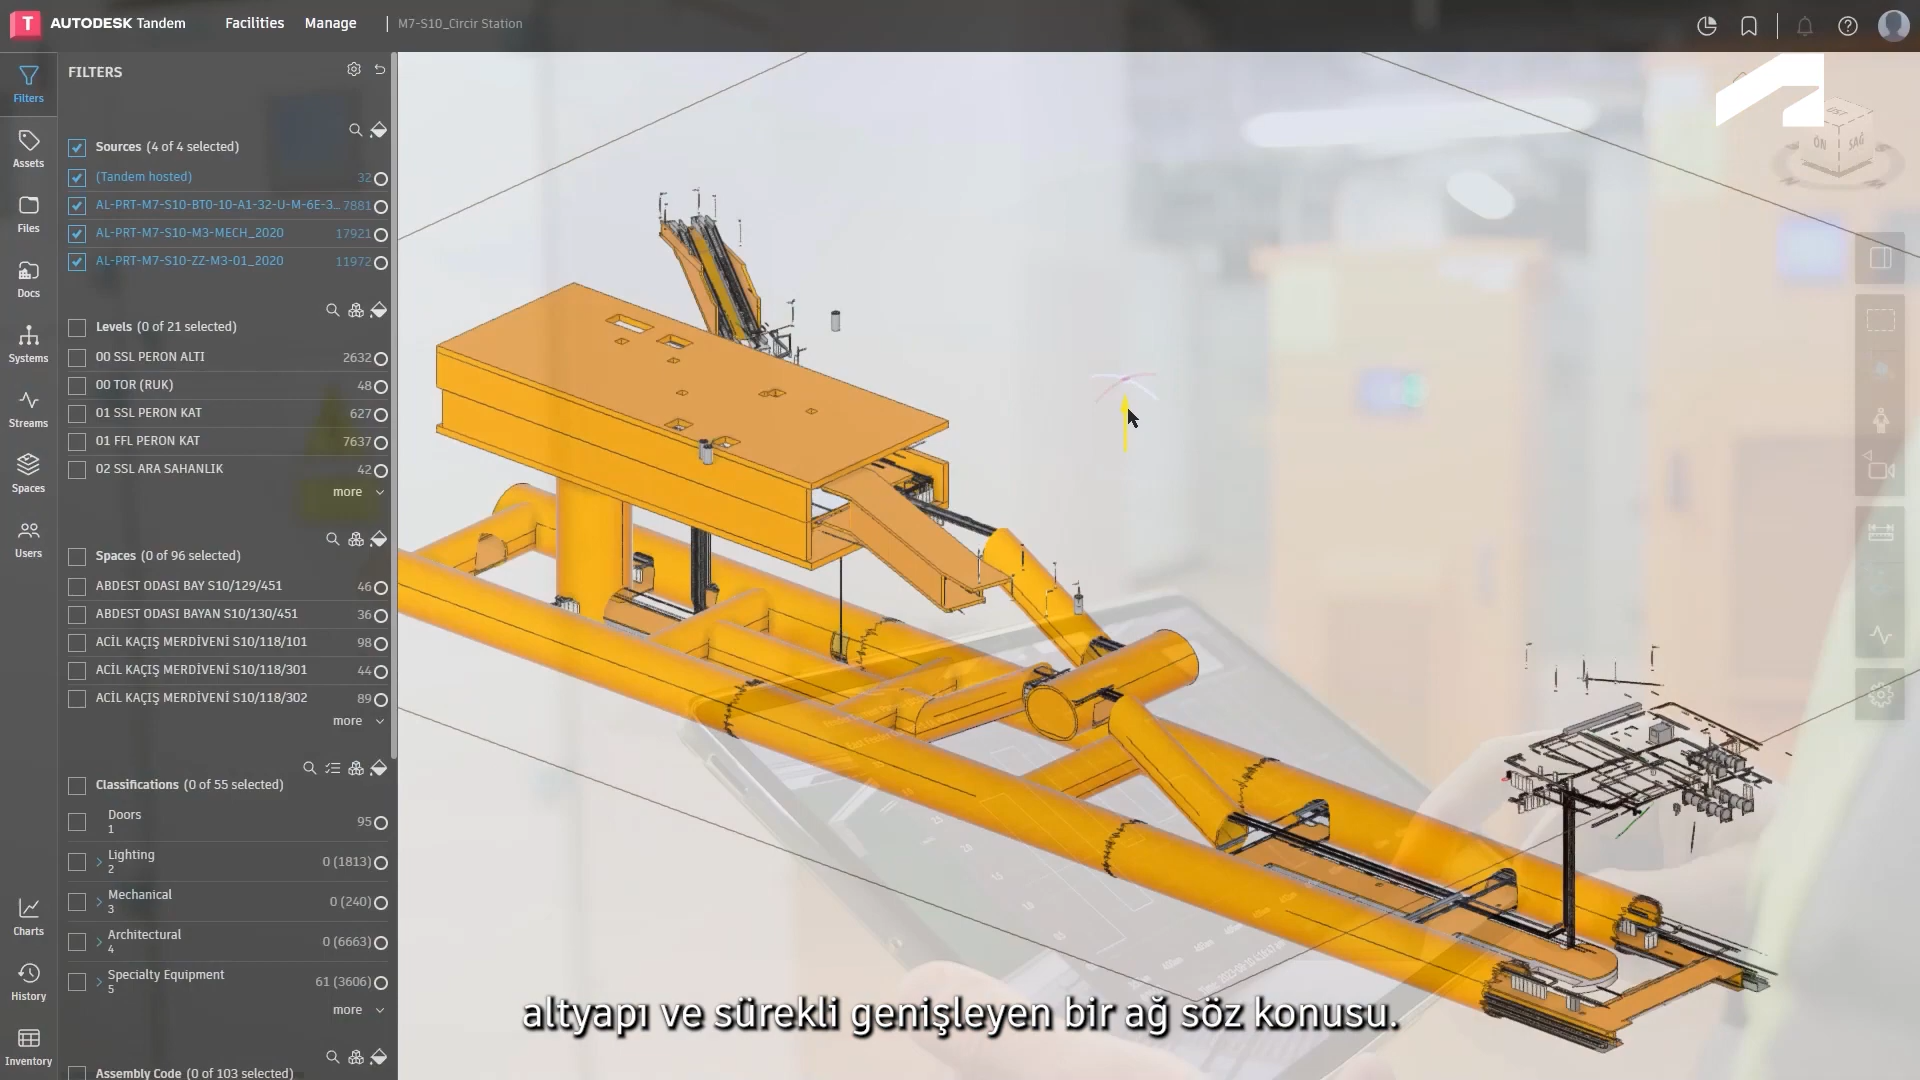 T AUTODESK Tandem
Facilities
Manage
M7-S10_Circir Station
Filters
Assets
Files
Docs
Systems
Streams
Spaces
Users
Charts
History
Inventory
FILTERS
Sources (4 of 4 selected)
(Tandem hosted) 32
AL-PRT-M7-S10-BT0-10-A1-32-U-M-6E-3... 7881
AL-PRT-M7-S10-M3-MECH_2020 17921
AL-PRT-M7-S10-ZZ-M3-01_2020 11972
Levels (0 of 21 selected)
00 SSL PERON ALTI 2632
00 TOR (RUK) 48
01 SSL PERON KAT 627
01 FFL PERON KAT 7637
02 SSL ARA SAHANLIK 42
more
Spaces (0 of 96 selected)
ABDEST ODASI BAY S10/129/451 46
ABDEST ODASI BAYAN S10/130/451 36
ACİL KAÇIŞ MERDİVENİ S10/118/101 98
ACİL KAÇIŞ MERDİVENİ S10/118/301 44
ACİL KAÇIŞ MERDİVENİ S10/118/302 89
more
Classifications (0 of 55 selected)
Doors 95
1
Lighting 0 (1813)
2
Mechanical 0 (240)
3
Architectural 0 (6663)
4
Specialty Equipment 61 (3606)
5
more
Assembly Code (0 of 103 selected)
ÜST
ÖN
SAĞ
altyapı ve sürekli genişleyen bir ağ söz konusu.